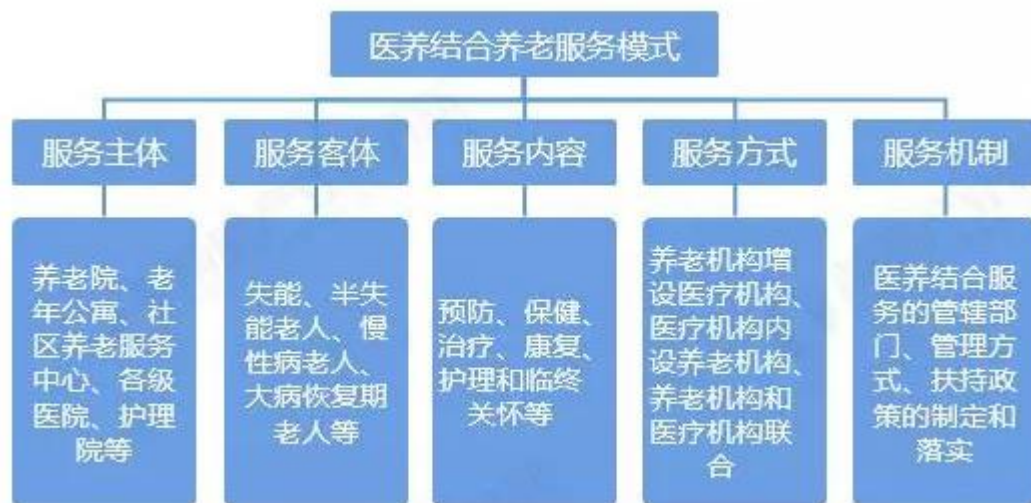 医养结合养老服务模式
服务主体
服务客体
服务内容
服务方式
服务机制
养老院、老
年公寓、社
区养老服务
中心、各级
医院、护理
院等
失能、半失
能老人、慢
性病老人、
大病恢复期
老人等
预防、保健、
治疗、康复、
护理和临终
关怀等
养老机构增
设医疗机构、
医疗机构内
设养老机构、
养老机构和
医疗机构联
合
医养结合服
务的管辖部
门、管理方
式、扶持政
策的制定和
落实